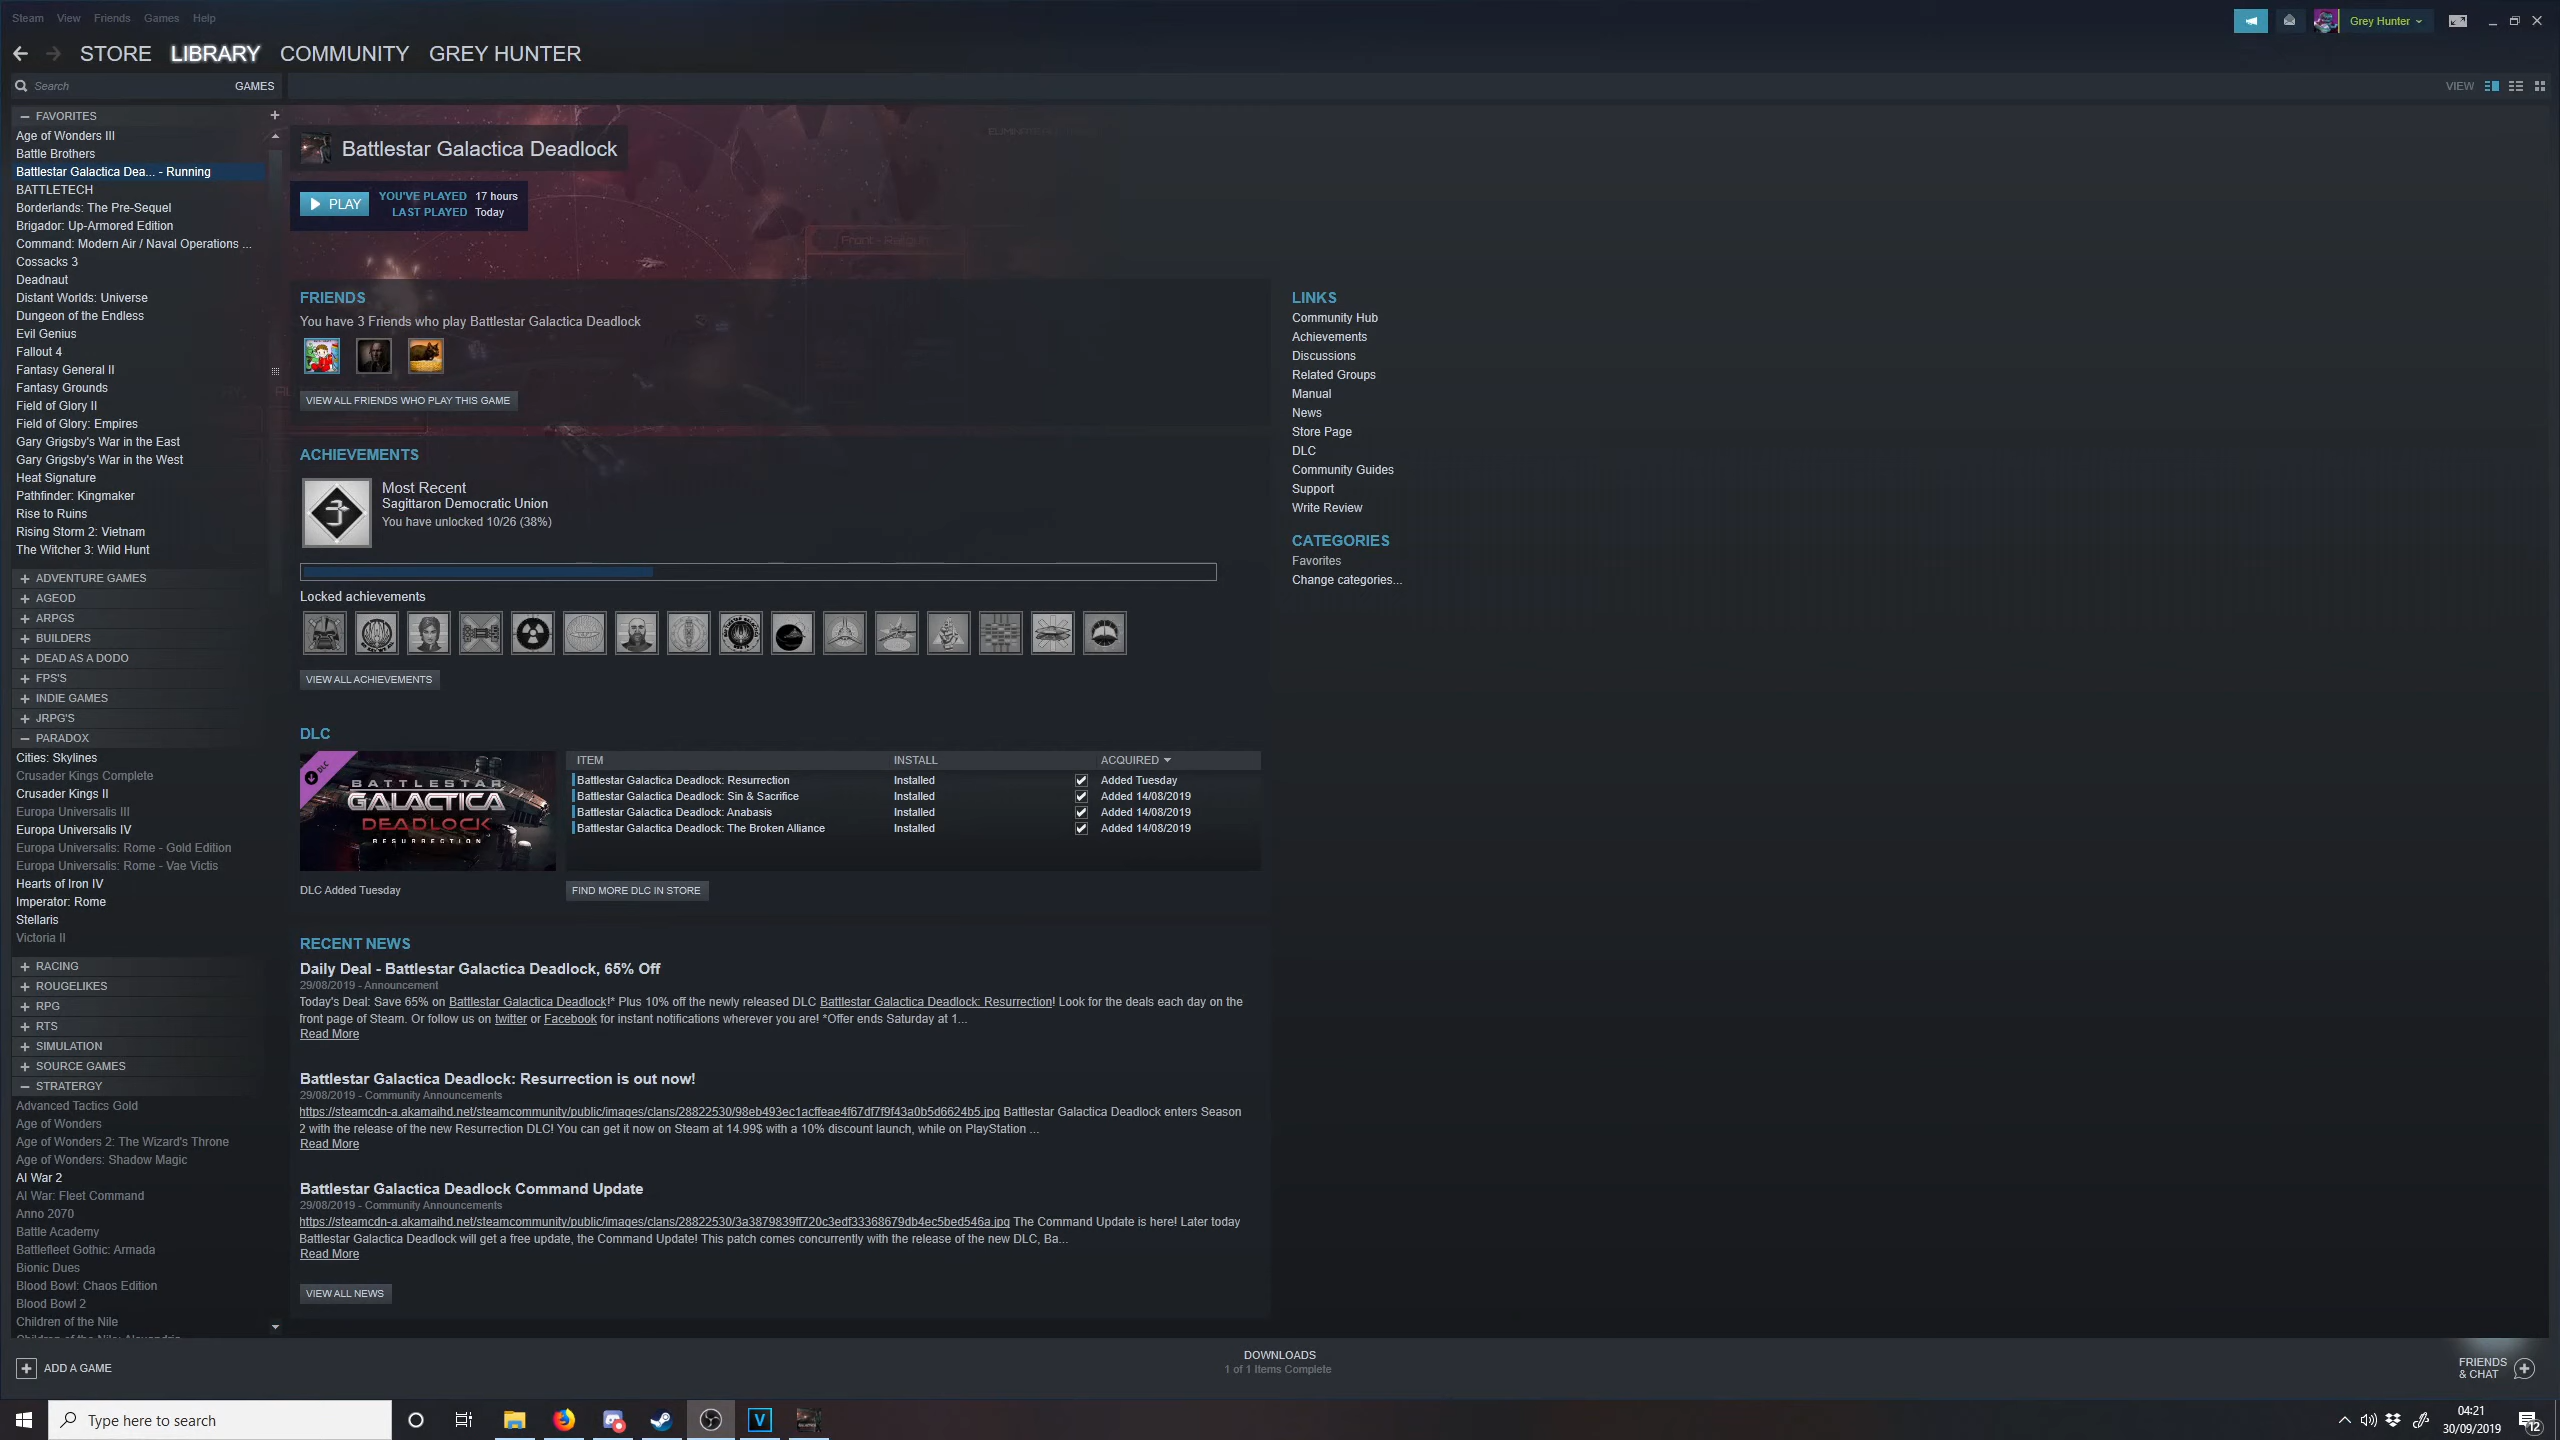 Steam View Friends Games Help
Grey Hunter
STORE LIBRARY COMMUNITY GREY HUNTER
Search GAMES
VIEW
FAVORITES
Age of Wonders III
Battle Brothers
Battlestar Galactica Dea... - Running
BATTLETECH
Borderlands: The Pre-Sequel
Brigador: Up-Armored Edition
Command: Modern Air / Naval Operations ...
Cossacks 3
Deadnaut
Distant Worlds: Universe
Dungeon of the Endless
Evil Genius
Fallout 4
Fantasy General II
Fantasy Grounds
Field of Glory II
Field of Glory: Empires
Gary Grigsby's War in the East
Gary Grigsby's War in the West
Heat Signature
Pathfinder: Kingmaker
Rise to Ruins
Rising Storm 2: Vietnam
The Witcher 3: Wild Hunt
ADVENTURE GAMES
AGEOD
ARPGS
BUILDERS
DEAD AS A DODO
FPS'S
INDIE GAMES
JRPG'S
PARADOX
Cities: Skylines
Crusader Kings Complete
Crusader Kings II
Europa Universalis III
Europa Universalis IV
Europa Universalis: Rome - Gold Edition
Europa Universalis: Rome - Vae Victis
Hearts of Iron IV
Imperator: Rome
Stellaris
Victoria II
RACING
ROUGELIKES
RPG
RTS
SIMULATION
SOURCE GAMES
STRATERGY
Advanced Tactics Gold
Age of Wonders
Age of Wonders 2: The Wizard's Throne
Age of Wonders: Shadow Magic
AI War 2
AI War: Fleet Command
Anno 2070
Battle Academy
Battlefleet Gothic: Armada
Bionic Dues
Blood Bowl: Chaos Edition
Blood Bowl 2
Children of the Nile
Battlestar Galactica Deadlock
PLAY
YOU'VE PLAYED 17 hours
LAST PLAYED Today
FRIENDS
You have 3 Friends who play Battlestar Galactica Deadlock
VIEW ALL FRIENDS WHO PLAY THIS GAME
ACHIEVEMENTS
Most Recent
Sagittaron Democratic Union
You have unlocked 10/26 (38%)
Locked achievements
VIEW ALL ACHIEVEMENTS
DLC
DLC
BATTLESTAR
GALACTICA
DEADLOCK
RESURRECTION
DLC Added Tuesday
ITEM INSTALL ACQUIRED
Battlestar Galactica Deadlock: Resurrection Installed Added Tuesday
Battlestar Galactica Deadlock: Sin & Sacrifice Installed Added 14/08/2019
Battlestar Galactica Deadlock: Anabasis Installed Added 14/08/2019
Battlestar Galactica Deadlock: The Broken Alliance Installed Added 14/08/2019
FIND MORE DLC IN STORE
RECENT NEWS
Daily Deal - Battlestar Galactica Deadlock, 65% Off
29/08/2019 - Announcement
Today's Deal: Save 65% on Battlestar Galactica Deadlock!* Plus 10% off the newly released DLC Battlestar Galactica Deadlock: Resurrection! Look for the deals each day on the
front page of Steam. Or follow us on twitter or Facebook for instant notifications wherever you are! *Offer ends Saturday at 1...
Read More
Battlestar Galactica Deadlock: Resurrection is out now!
29/08/2019 - Community Announcements
https://steamcdn-a.akamaihd.net/steamcommunity/public/images/clans/28822530/98eb493ec1acffeae4f67df7f9f43a0b5d6624b5.jpg Battlestar Galactica Deadlock enters Season
2 with the release of the new Resurrection DLC! You can get it now on Steam at 14.99$ with a 10% discount launch, while on PlayStation ...
Read More
Battlestar Galactica Deadlock Command Update
29/08/2019 - Community Announcements
https://steamcdn-a.akamaihd.net/steamcommunity/public/images/clans/28822530/3a3879839ff720c3edf33368679db4ec5bed546a.jpg The Command Update is here! Later today
Battlestar Galactica Deadlock will get a free update, the Command Update! This patch comes concurrently with the release of the new DLC, Ba...
Read More
VIEW ALL NEWS
LINKS
Community Hub
Achievements
Discussions
Related Groups
Manual
News
Store Page
DLC
Community Guides
Support
Write Review
CATEGORIES
Favorites
Change categories...
ADD A GAME
DOWNLOADS
1 of 1 Items Complete
FRIENDS
& CHAT
Type here to search
V
04:21
30/09/2019
12